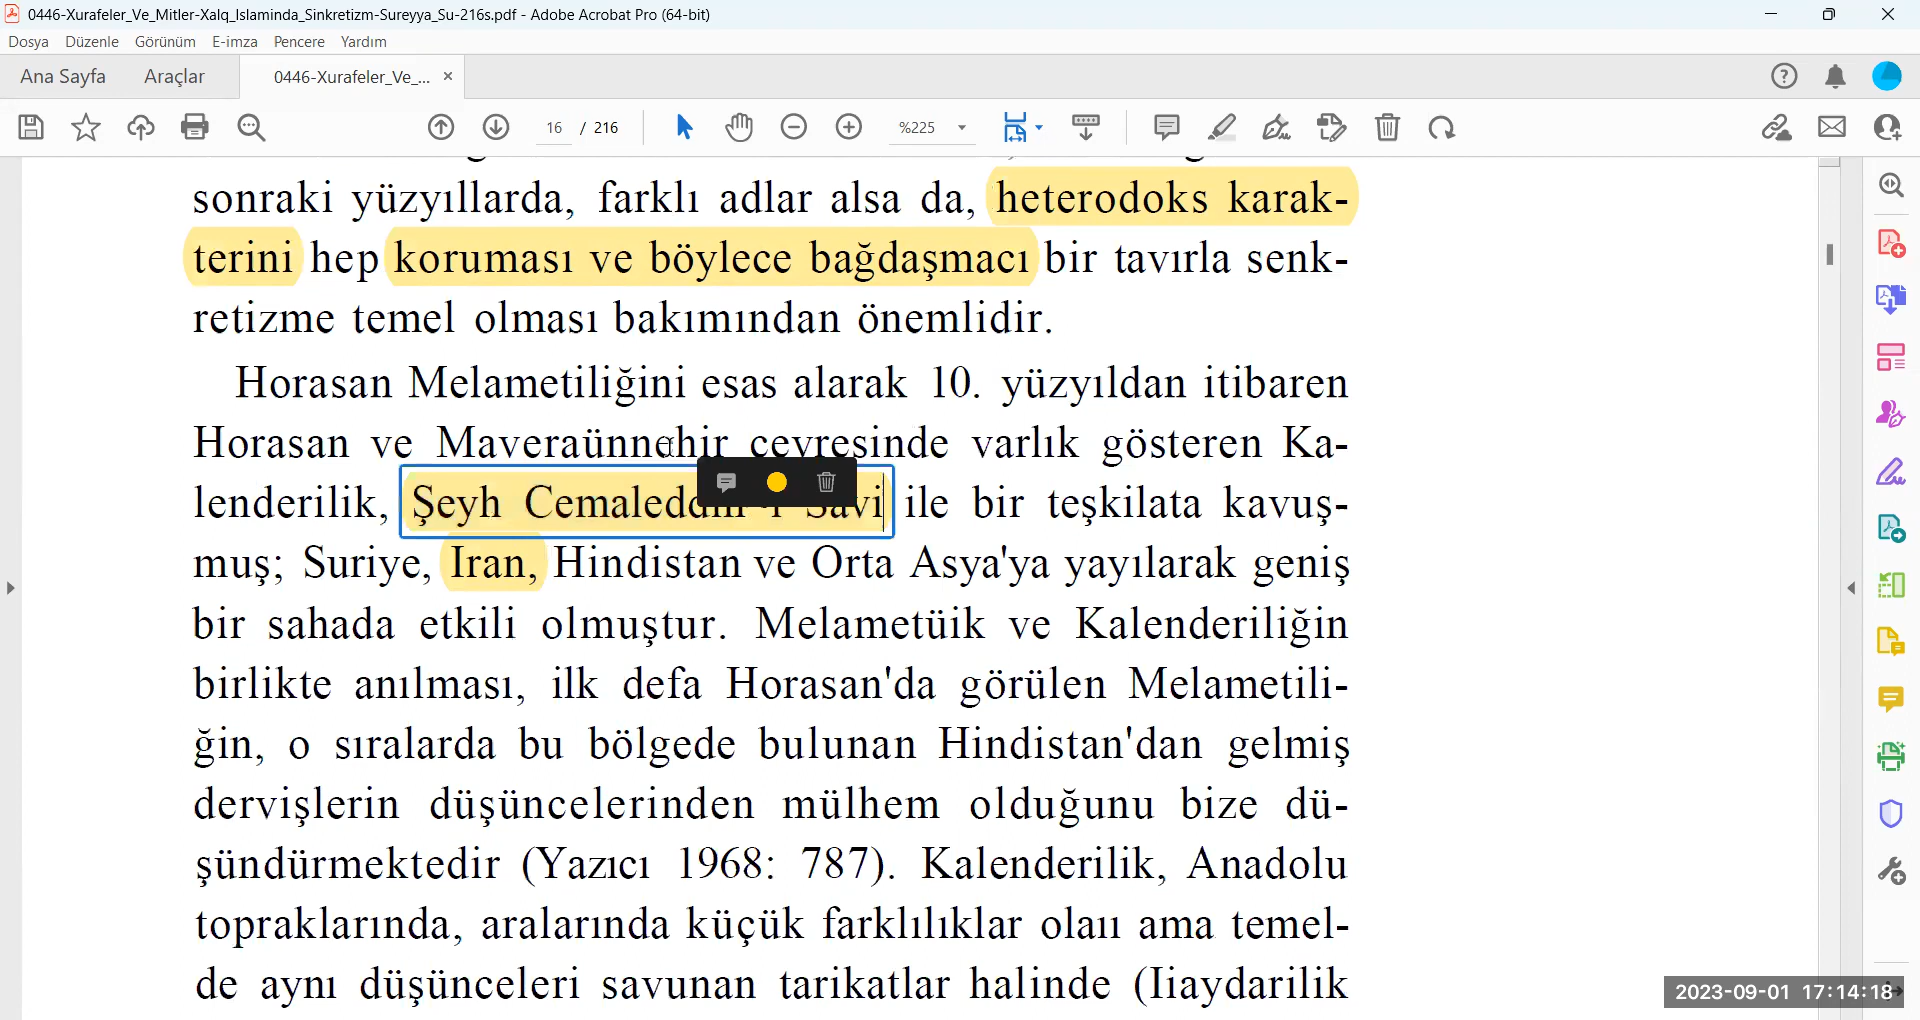 0446-Xurafeler_Ve_Mitler-Xalq_Islaminda_Sinkretizm-Sureyya_Su-216s.pdf - Adobe Acrobat Pro (64-bit)
Dosya Düzenle Görünüm E-imza Pencere Yardım
Ana Sayfa Araçlar 0446-Xurafeler_Ve_...
16 / 216 %225
sonraki yüzyıllarda, farklı adlar alsa da, heterodoks karak-
terini hep koruması ve böylece bağdaşmacı bir tavırla senk-
retizme temel olması bakımından önemlidir.
Horasan Melametiliğini esas alarak 10. yüzyıldan itibaren
Horasan ve Maveraünnehir çevresinde varlık gösteren Ka-
lenderilik, Şeyh Cemaleddin-i Savi ile bir teşkilata kavuş-
muş; Suriye, Iran, Hindistan ve Orta Asya'ya yayılarak geniş
bir sahada etkili olmuştur. Melametüik ve Kalenderiliğin
birlikte anılması, ilk defa Horasan'da görülen Melametili-
ğin, o sıralarda bu bölgede bulunan Hindistan'dan gelmiş
dervişlerin düşüncelerinden mülhem olduğunu bize dü-
şündürmektedir (Yazıcı 1968: 787). Kalenderilik, Anadolu
topraklarında, aralarında küçük farklılıklar olaıı ama temel-
de aynı düşünceleri savunan tarikatlar halinde (Iiaydarilik
2023-09-01 17:14:18